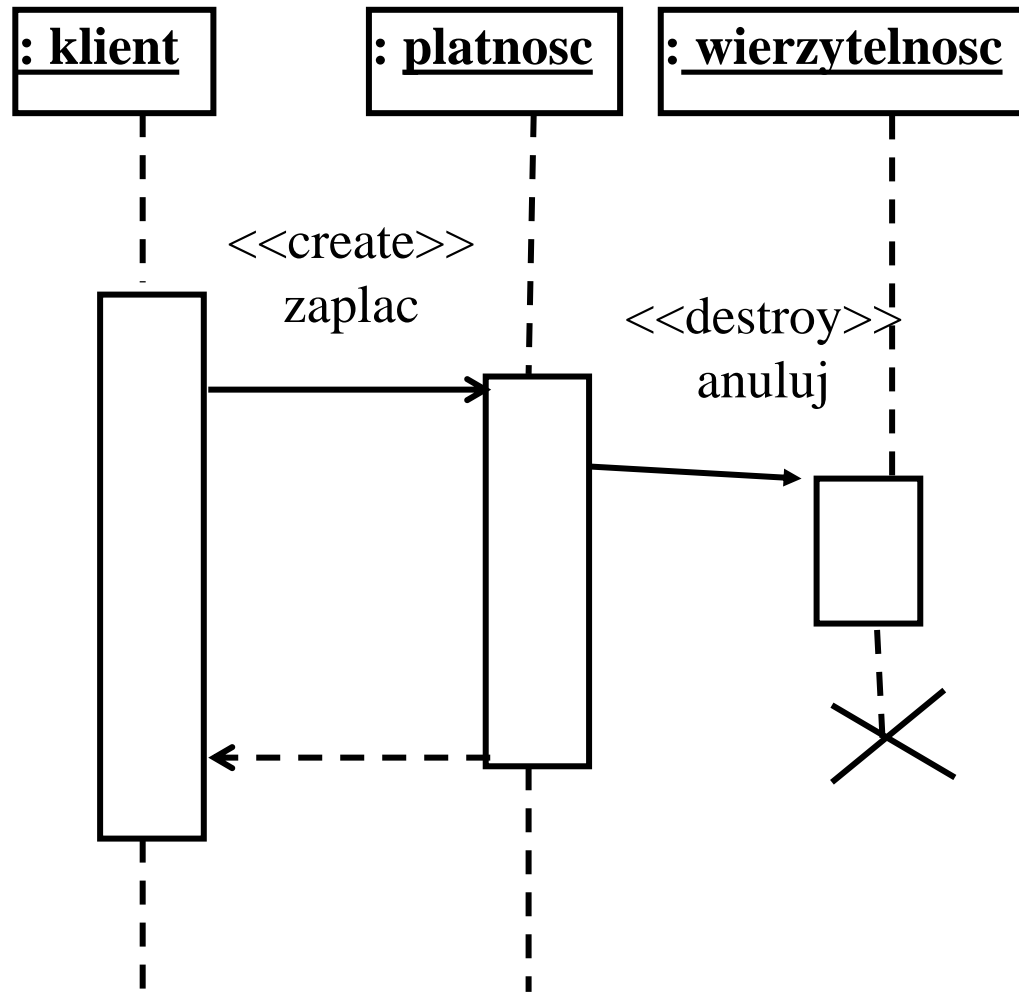 : klient
: platnosc
: wierzytelnosc
<<create>>
zaplac
<<destroy>>
anuluj